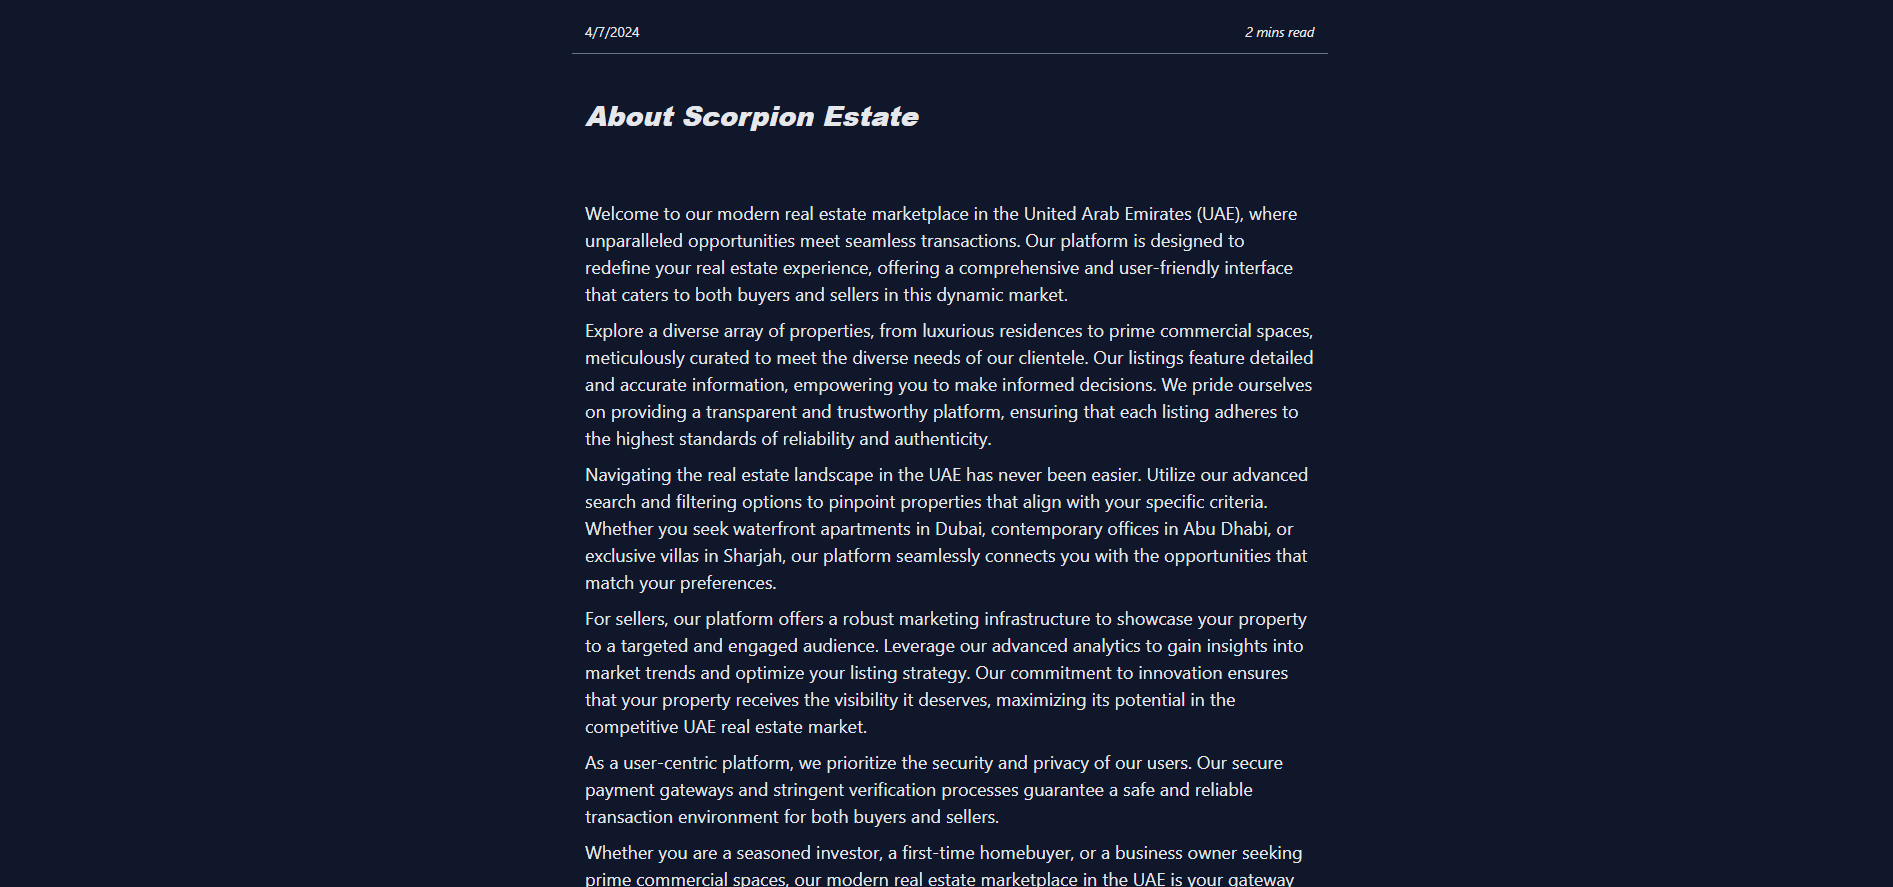 4/7/2024
2 mins read
About Scorpion Estate
Welcome to our modern real estate marketplace in the United Arab Emirates (UAE), where
unparalleled opportunities meet seamless transactions. Our platform is designed to
redefine your real estate experience, offering a comprehensive and user-friendly interface
that caters to both buyers and sellers in this dynamic market.
Explore a diverse array of properties, from luxurious residences to prime commercial spaces,
meticulously curated to meet the diverse needs of our clientele. Our listings feature detailed
and accurate information, empowering you to make informed decisions. We pride ourselves
on providing a transparent and trustworthy platform, ensuring that each listing adheres to
the highest standards of reliability and authenticity.
Navigating the real estate landscape in the UAE has never been easier. Utilize our advanced
search and filtering options to pinpoint properties that align with your specific criteria.
Whether you seek waterfront apartments in Dubai, contemporary offices in Abu Dhabi, or
exclusive villas in Sharjah, our platform seamlessly connects you with the opportunities that
match your preferences.
For sellers, our platform offers a robust marketing infrastructure to showcase your property
to a targeted and engaged audience. Leverage our advanced analytics to gain insights into
market trends and optimize your listing strategy. Our commitment to innovation ensures
that your property receives the visibility it deserves, maximizing its potential in the
competitive UAE real estate market.
As a user-centric platform, we prioritize the security and privacy of our users. Our secure
payment gateways and stringent verification processes guarantee a safe and reliable
transaction environment for both buyers and sellers.
Whether you are a seasoned investor, a first-time homebuyer, or a business owner seeking
prime commercial spaces, our modern real estate marketplace in the UAE is your gateway